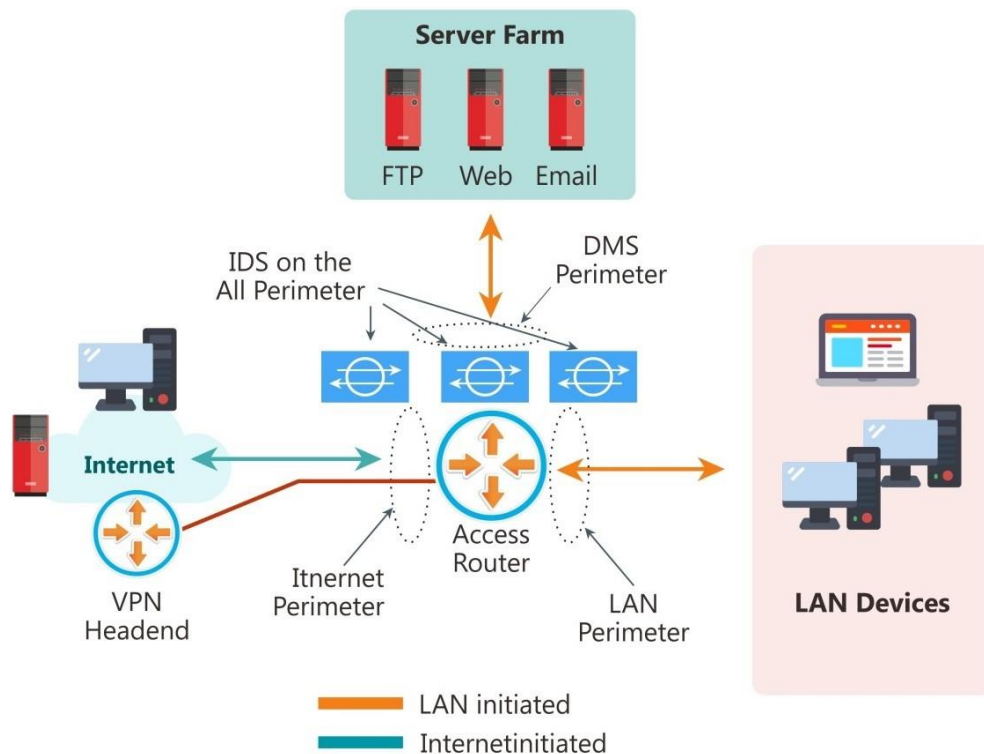 Server Farm
FTP
Web
Email
IDS on the
All Perimeter
DMS
Perimeter
Internet
Access
Router
VPN
Headend
Itnernet
Perimeter
LAN
Perimeter
LAN Devices
LAN initiated
Internetinitiated